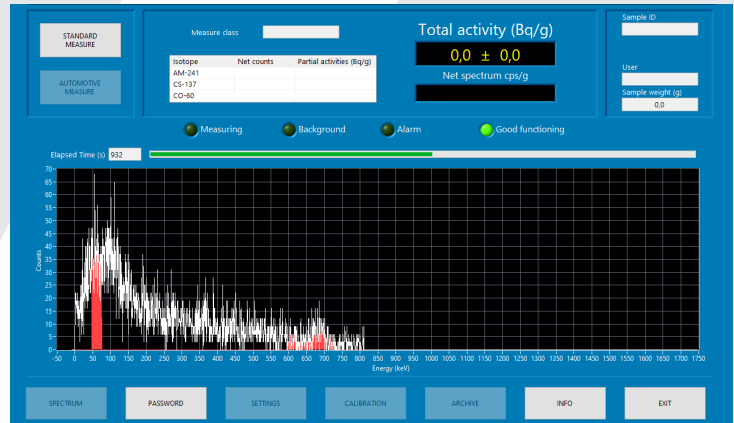 STANDARD
MEASURE
AUTOMOTIVE
MEASURE
Measure class
Isotope Net counts Partial activities (Bq/g)
AM-241
CS-137
CO-60
Total activity (Bq/g)
0,0 ± 0,0
Net spectrum cps/g
Sample ID
User
Sample weight (g)
0,0
Measuring Background Alarm Good functioning
Elapsed Time (s) 932
70
65
60
55
50
45
40
35
30
25
20
15
10
5
0
Counts
-50 0 50 100 150 200 250 300 350 400 450 500 550 600 650 700 750 800 850 900 950 1000 1050 1100 1150 1200 1250 1300 1350 1400 1450 1500 1550 1600 1650 1700 1750
Energy (keV)
SPECTRUM PASSWORD SETTINGS CALIBRATION ARCHIVE INFO EXIT